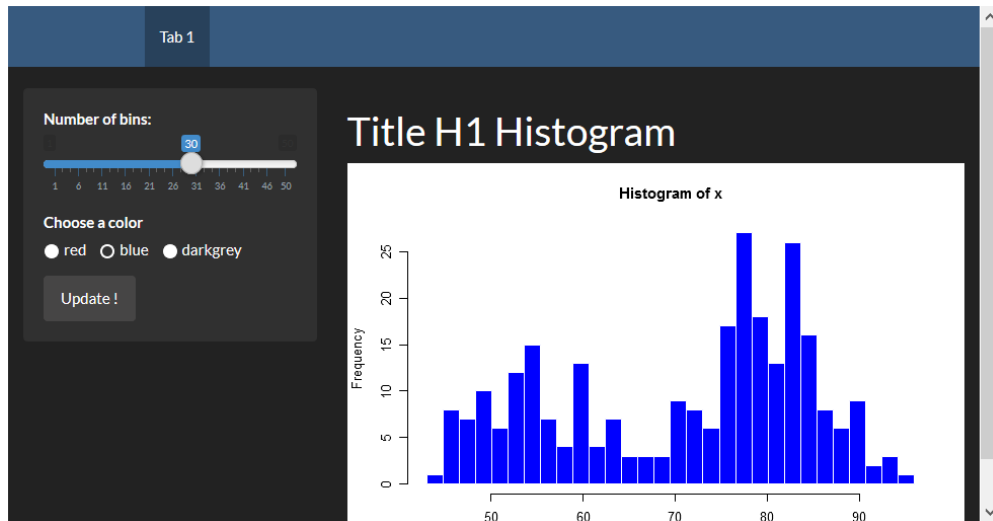 Tab 1
Number of bins:
30
1 6 11 16 21 26 31 36 41 46 50
Choose a color
red blue darkgrey
Update !
Title H1 Histogram
Histogram of x
Frequency
25
20
15
10
5
0
50 60 70 80 90